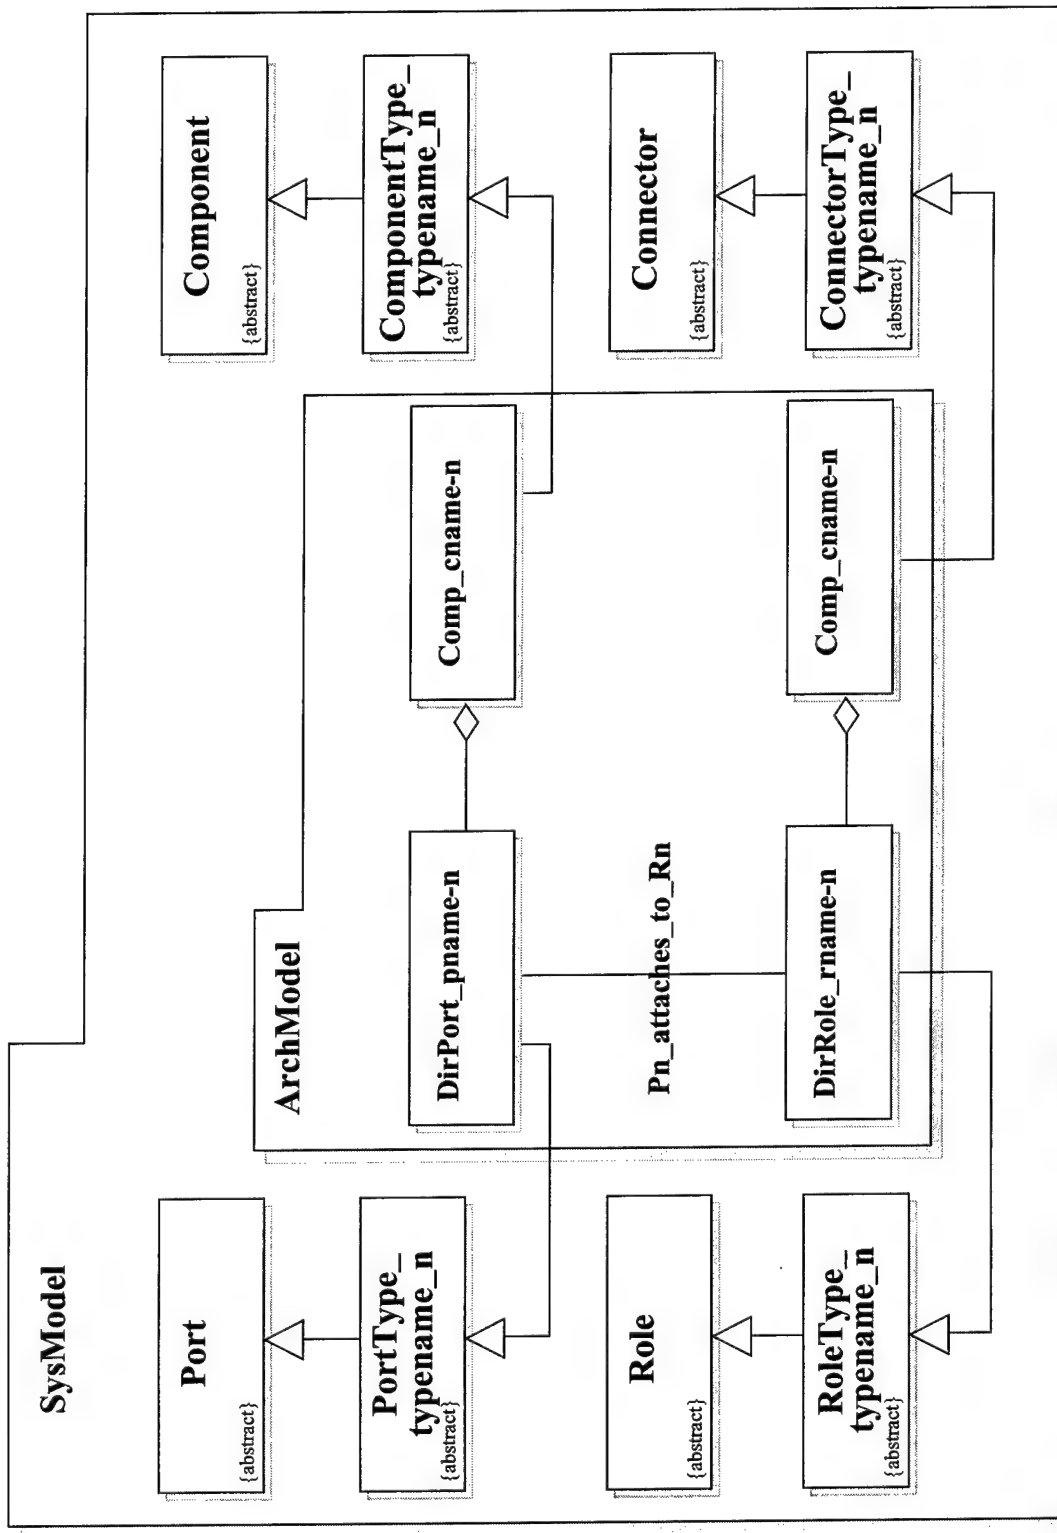 SysModel
Port
{abstract}
PortType_
typename_n
{abstract}
Role
{abstract}
RoleType_
typename_n
{abstract}
ArchModel
DirPort_pname-n
Pn_attaches_to_Rn
DirRole_rname-n
Comp_cname-n
Comp_cname-n
Component
{abstract}
ComponentType_
typename_n
{abstract}
Connector
{abstract}
ConnectorType_
typename_n
{abstract}